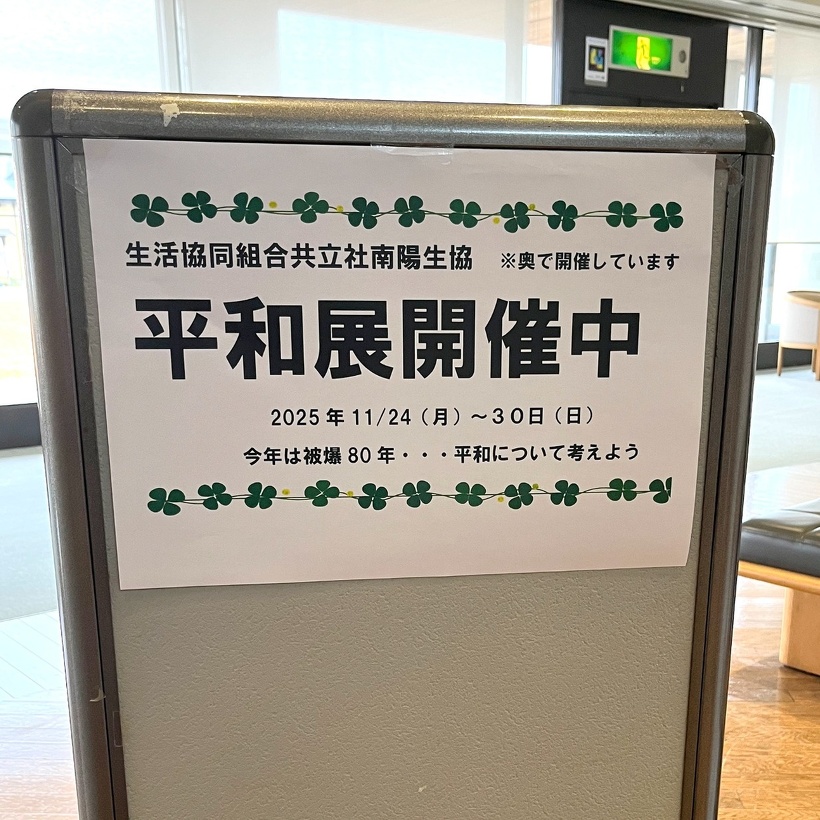 生活協同組合共立社南陽生協　※奥で開催しています
平和展開催中
2025年11/24（月）～３０日（日）
今年は被爆80年・・・平和について考えよう